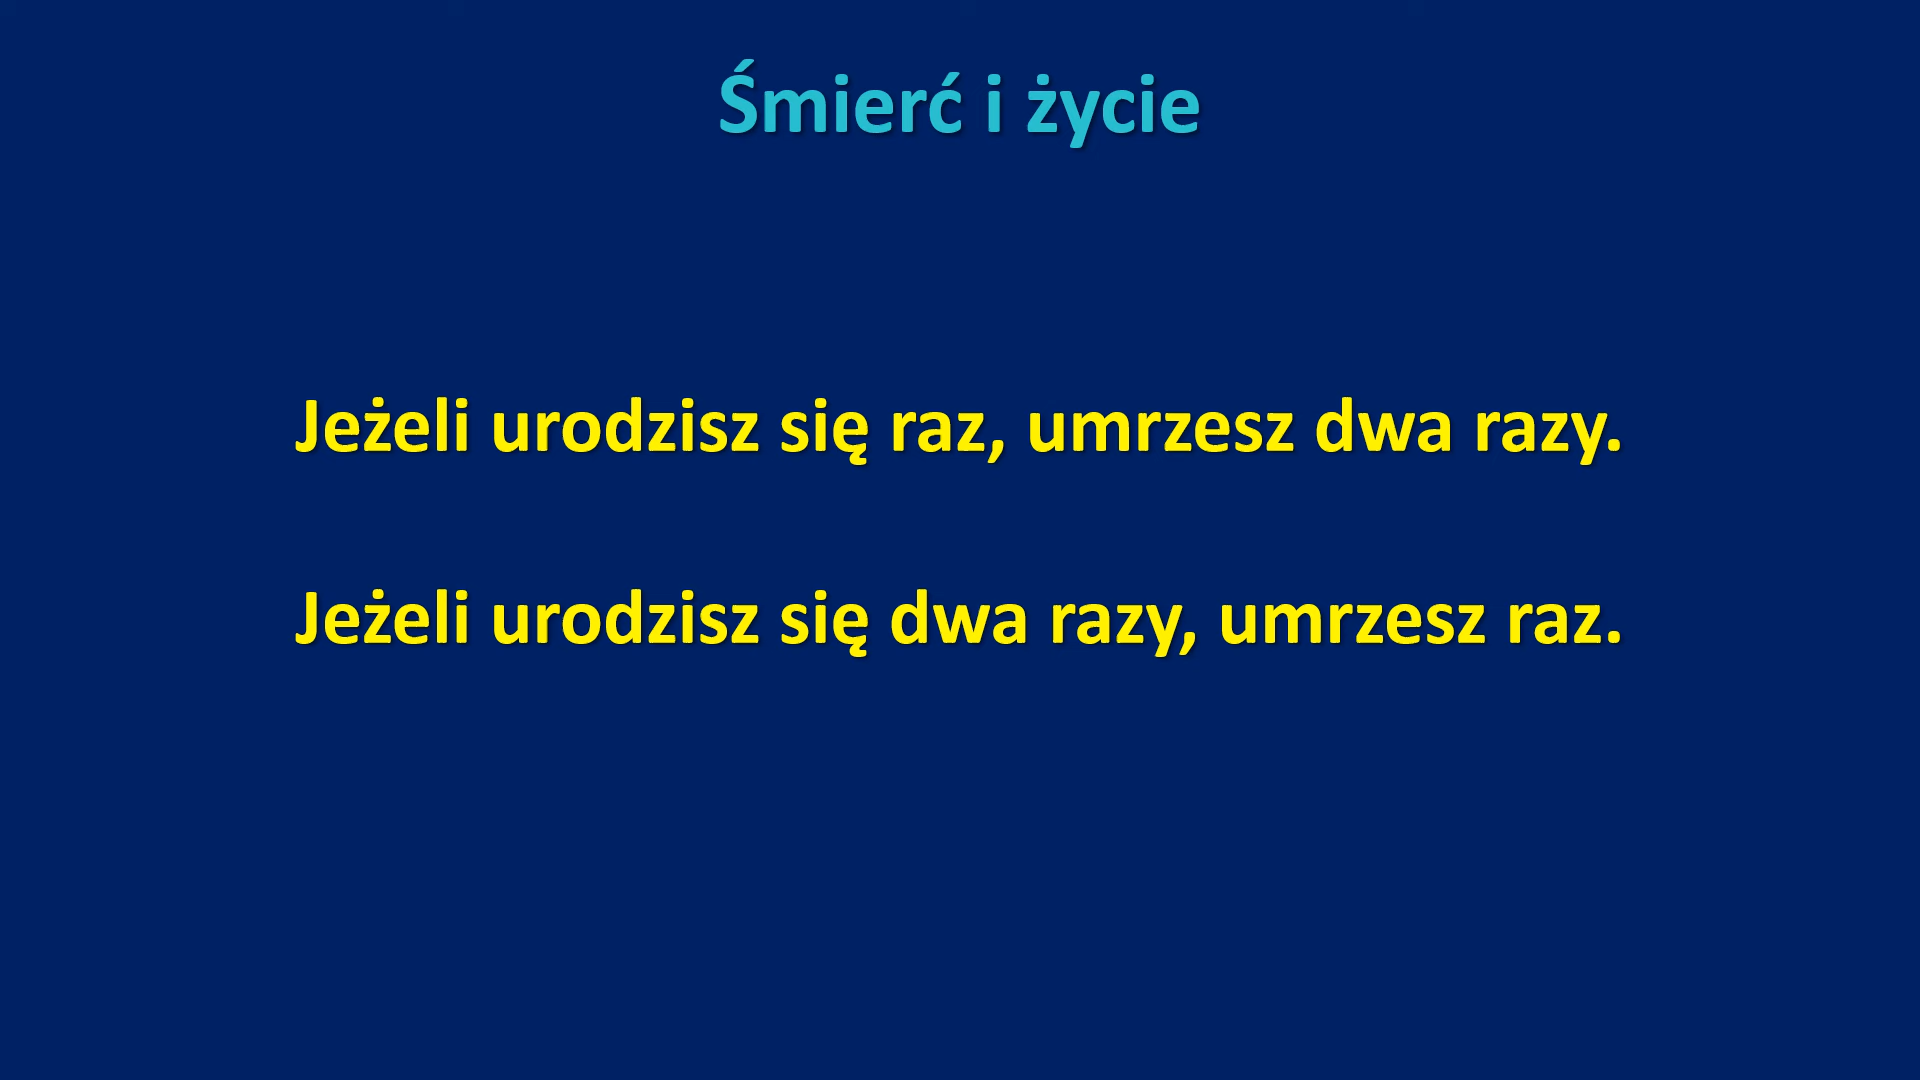 Śmierć i życie
Jeżeli urodzisz się raz, umrzesz dwa razy.
Jeżeli urodzisz się dwa razy, umrzesz raz.